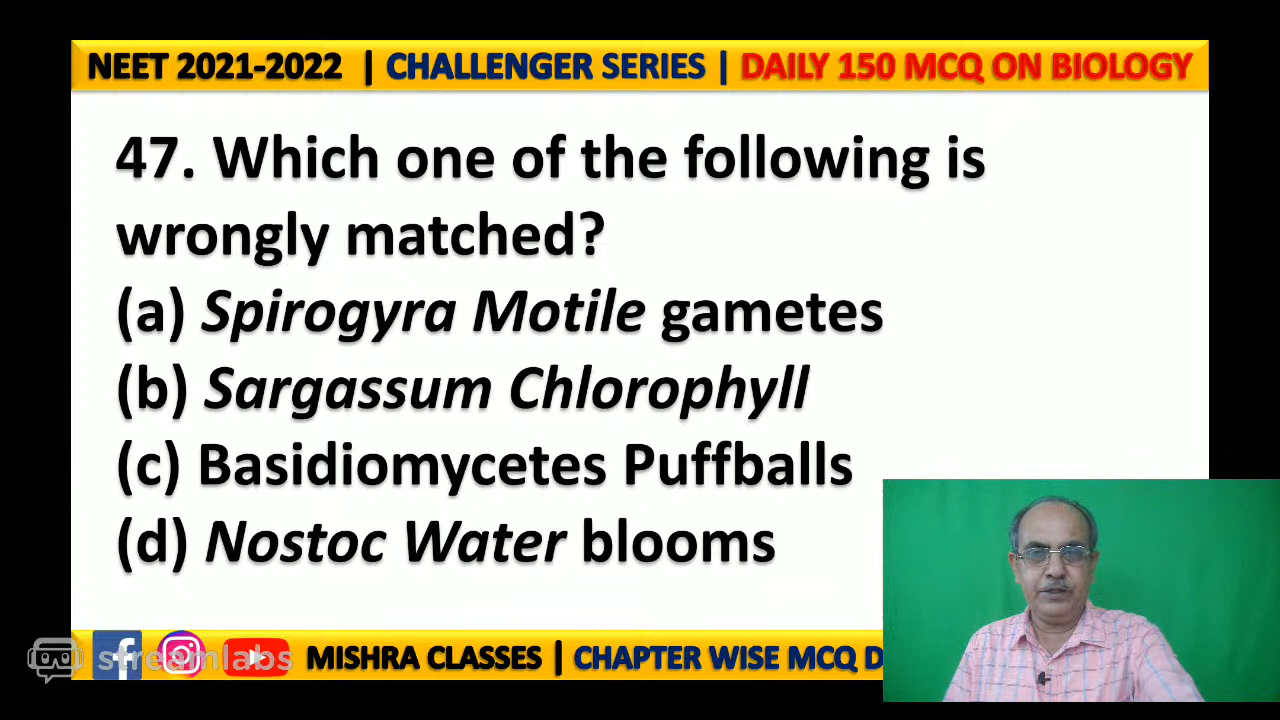 NEET 2021-2022 | CHALLENGER SERIES | DAILY 150 MCQ ON BIOLOGY
47. Which one of the following is
wrongly matched?
(a) Spirogyra Motile gametes
(b) Sargassum Chlorophyll
(c) Basidiomycetes Puffballs
(d) Nostoc Water blooms
streamlabs
MISHRA CLASSES | CHAPTER WISE MCQ D